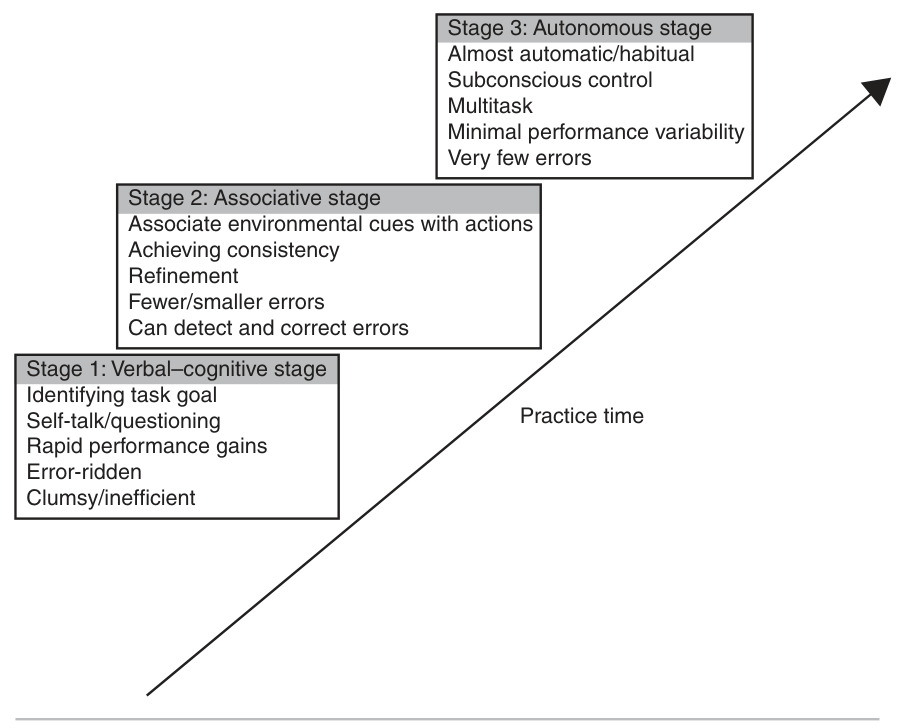 Stage 3: Autonomous stage
Almost automatic/habitual
Subconscious control
Multitask
Minimal performance variability
Very few errors
Stage 2: Associative stage
Associate environmental cues with actions
Achieving consistency
Refinement
Fewer/smaller errors
Can detect and correct errors
Stage 1: Verbal–cognitive stage
Identifying task goal
Self-talk/questioning
Rapid performance gains
Error-ridden
Clumsy/inefficient
Practice time